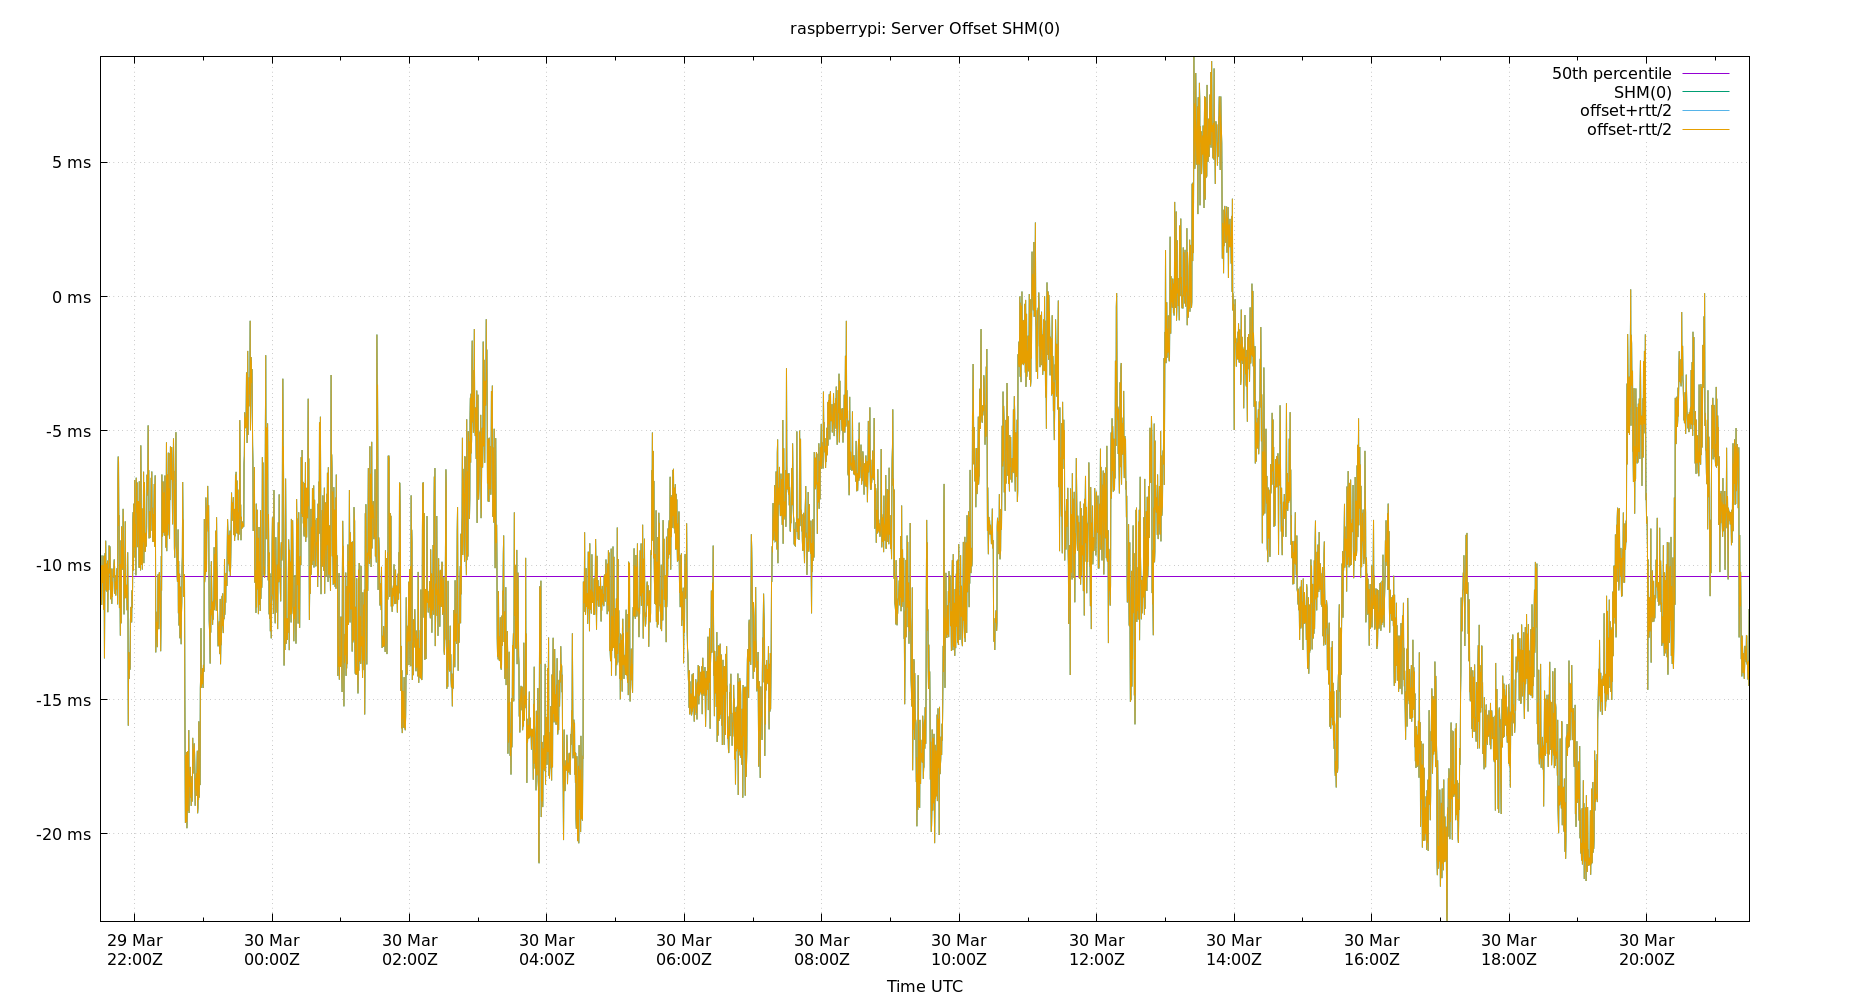 raspberrypi: Server Offset SHM(0)
50th percentile
SHM(0)
offset+rtt/2
offset-rtt/2
5 ms
0 ms
-5 ms
-10 ms
-15 ms
-20 ms
29 Mar 30 Mar 30 Mar 30 Mar 30 Mar 30 Mar 30 Mar 30 Mar 30 Mar 30 Mar 30 Mar 30 Mar
22:00Z 00:00Z 02:00Z 04:00Z 06:00Z 08:00Z 10:00Z 12:00Z 14:00Z 16:00Z 18:00Z 20:00Z
Time UTC